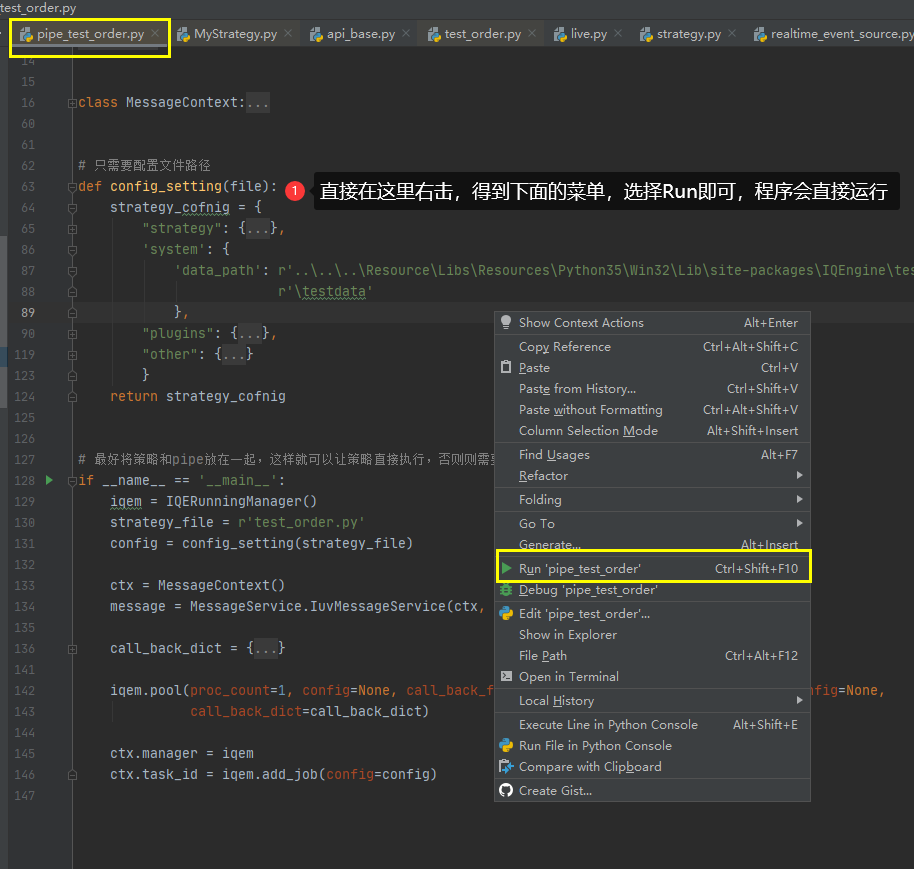 test_order.py
pipe_test_order.py
MyStrategy.py
api_base.py
test_order.py
live.py
strategy.py
realtime_event_source.py
14
15
16 class MessageContext:...
60
61
62 # 只需要配置文件路径
63 def config_setting(file):
1 直接在这里右击，得到下面的菜单，选择Run即可，程序会直接运行
64 strategy_cofnig = {
65 "strategy": {...},
86 'system': {
87 'data_path': r'..\..\..\Resource\Libs\Resources\Python35\Win32\Lib\site-packages\IQEngine\tes
88 r'\testdata'
89 },
90 "plugins": {...},
119 "other": {...}
123 }
124 return strategy_cofnig
125
126
127 # 最好将策略和pipe放在一起，这样就可以让策略直接执行，否则则需
128 if __name__ == '__main__':
129 iqem = IQERunningManager()
130 strategy_file = r'test_order.py'
131 config = config_setting(strategy_file)
132
133 ctx = MessageContext()
134 message = MessageService.IuvMessageService(ctx,
135
136 call_back_dict = {...}
141
142 iqem.pool(proc_count=1, config=None, call_back_f
fig=None,
143 call_back_dict=call_back_dict)
144
145 ctx.manager = iqem
146 ctx.task_id = iqem.add_job(config=config)
147
Show Context Actions Alt+Enter
Copy Reference Ctrl+Alt+Shift+C
Paste Ctrl+V
Paste from History... Ctrl+Shift+V
Paste without Formatting Ctrl+Alt+Shift+V
Column Selection Mode Alt+Shift+Insert
Find Usages Alt+F7
Refactor
Folding
Go To
Generate... Alt+Insert
Run 'pipe_test_order' Ctrl+Shift+F10
Debug 'pipe_test_order'
Edit 'pipe_test_order'...
Show in Explorer
File Path Ctrl+Alt+F12
Open in Terminal
Local History
Execute Line in Python Console Alt+Shift+E
Run File in Python Console
Compare with Clipboard
Create Gist...